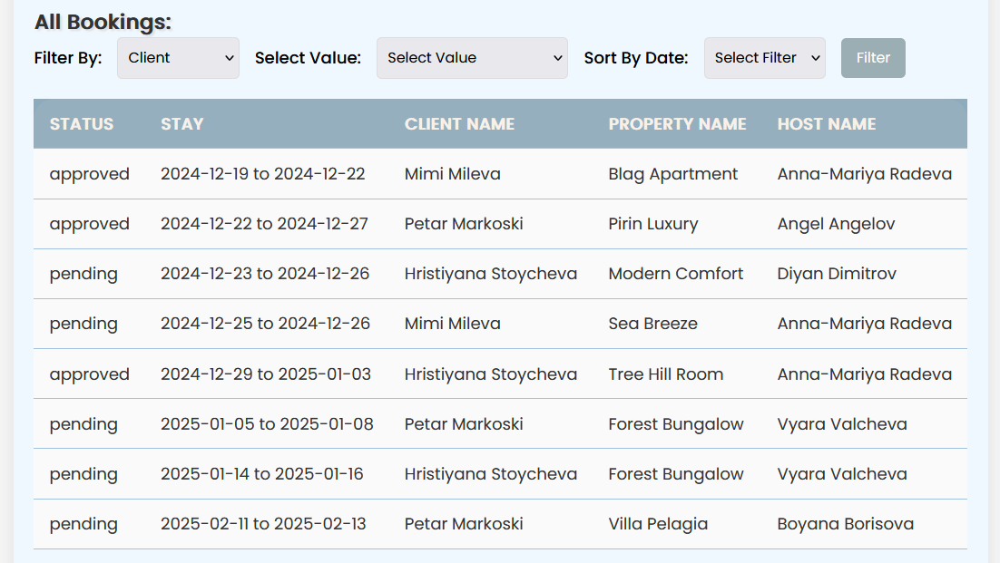 All Bookings:
Filter By: Client Select Value: Select Value Sort By Date: Select Filter Filter
STATUS STAY CLIENT NAME PROPERTY NAME HOST NAME
approved 2024-12-19 to 2024-12-22 Mimi Mileva Blag Apartment Anna-Mariya Radeva
approved 2024-12-22 to 2024-12-27 Petar Markoski Pirin Luxury Angel Angelov
pending 2024-12-23 to 2024-12-26 Hristiyana Stoycheva Modern Comfort Diyan Dimitrov
pending 2024-12-25 to 2024-12-26 Mimi Mileva Sea Breeze Anna-Mariya Radeva
approved 2024-12-29 to 2025-01-03 Hristiyana Stoycheva Tree Hill Room Anna-Mariya Radeva
pending 2025-01-05 to 2025-01-08 Petar Markoski Forest Bungalow Vyara Valcheva
pending 2025-01-14 to 2025-01-16 Hristiyana Stoycheva Forest Bungalow Vyara Valcheva
pending 2025-02-11 to 2025-02-13 Petar Markoski Villa Pelagia Boyana Borisova